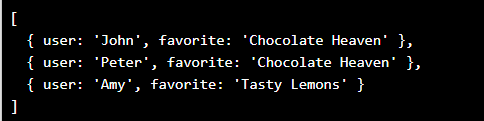 [
  { user: 'John', favorite: 'Chocolate Heaven' },
  { user: 'Peter', favorite: 'Chocolate Heaven' },
  { user: 'Amy', favorite: 'Tasty Lemons' }
]